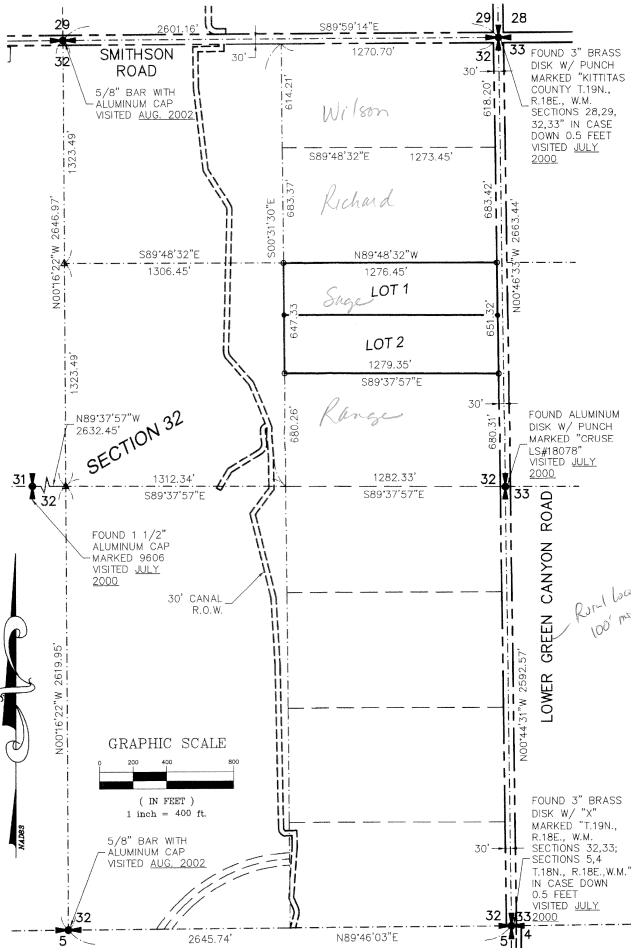 29
2601.16'
S89°59'14"E
29
28
32
SMITHSON
ROAD
30'
1270.70'
32
33
30'
5/8" BAR WITH
ALUMINUM CAP
VISITED AUG. 2002
FOUND 3" BRASS
DISK W/ PUNCH
MARKED "KITTITAS
COUNTY T.19N.,
R.18E., W.M.
SECTIONS 28,29,
32,33" IN CASE
DOWN 0.5 FEET
VISITED JULY
2000
614.21'
618.20'
Wilson
1323.49'
S89°48'32"E
1273.45'
N00°16'22"W 2646.97'
S00°31'30"E
683.37'
Richard
683.42'
N00°46'33"W 2663.44'
S89°48'32"E
1306.45'
N89°48'32"W
1276.45'
Sage
LOT 1
647.33
651.32'
LOT 2
1279.35'
S89°37'57"E
1323.49'
30'
Range
N89°37'57"W
2632.45'
SECTION 32
680.26'
680.31'
FOUND ALUMINUM
DISK W/ PUNCH
MARKED "CRUSE
LS#18078"
VISITED JULY
2000
31
32
1312.34'
S89°37'57"E
1282.33'
S89°37'57"E
32
33
FOUND 1 1/2"
ALUMINUM CAP
MARKED 9606
VISITED JULY
2000
30' CANAL
R.O.W.
LOWER GREEN CANYON ROAD
Rural
100'
N00°16'22"W 2619.95'
N00°44'31"W 2592.57'
GRAPHIC SCALE
0 200 400 800
( IN FEET )
1 inch = 400 ft.
NAD83
5/8" BAR WITH
ALUMINUM CAP
VISITED AUG. 2002
30'
FOUND 3" BRASS
DISK W/ "X"
MARKED "T.19N.,
R.18E., W.M.
SECTIONS 32,33;
SECTIONS 5,4
T.18N., R.18E.,W.M."
IN CASE DOWN
0.5 FEET
VISITED JULY
2000
32
5
2645.74'
N89°46'03"E
32
33
5
4